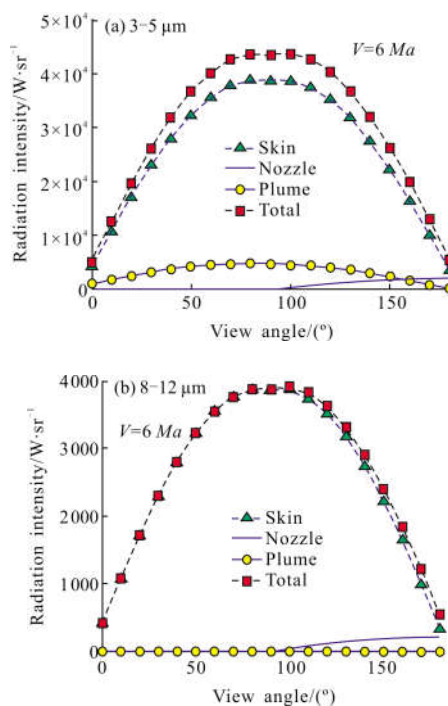 5×10⁴
(a) 3-5 μm
V=6 Ma
4×10⁴
3×10⁴
2×10⁴
1×10⁴
0
Radiation intensity/W·sr⁻¹
Skin
Nozzle
Plume
Total
0
50
100
150
View angle/(º)
4000
(b) 8-12 μm
V=6 Ma
3000
2000
1000
0
Radiation intensity/W·sr⁻¹
Skin
Nozzle
Plume
Total
0
50
100
150
View angle/(º)